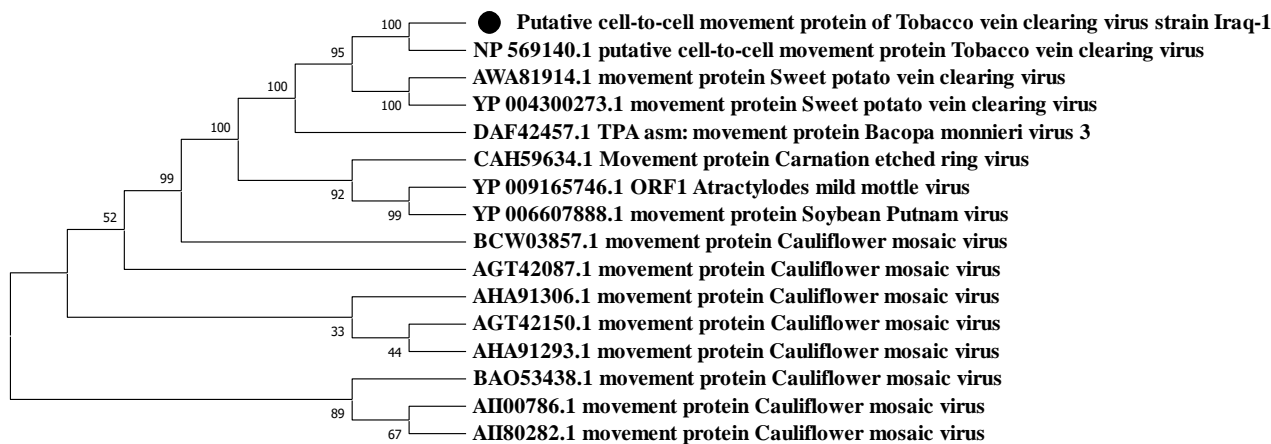 100
Putative cell-to-cell movement protein of Tobacco vein clearing virus strain Iraq-1
95
NP 569140.1 putative cell-to-cell movement protein Tobacco vein clearing virus
AWA81914.1 movement protein Sweet potato vein clearing virus
100
100
YP 004300273.1 movement protein Sweet potato vein clearing virus
100
DAF42457.1 TPA asm: movement protein Bacopa monnieri virus 3
CAH59634.1 Movement protein Carnation etched ring virus
99
92
YP 009165746.1 ORF1 Atractylodes mild mottle virus
52
99
YP 006607888.1 movement protein Soybean Putnam virus
BCW03857.1 movement protein Cauliflower mosaic virus
AGT42087.1 movement protein Cauliflower mosaic virus
AHA91306.1 movement protein Cauliflower mosaic virus
33
AGT42150.1 movement protein Cauliflower mosaic virus
44
AHA91293.1 movement protein Cauliflower mosaic virus
BAO53438.1 movement protein Cauliflower mosaic virus
89
AII00786.1 movement protein Cauliflower mosaic virus
67
AII80282.1 movement protein Cauliflower mosaic virus